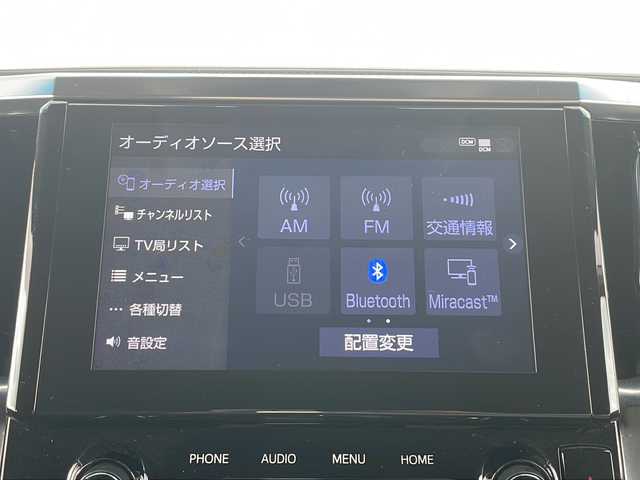 オーディオソース選択
DCM
DCM
オーディオ選択
チャンネルリスト
TV局リスト
メニュー
各種切替
音設定
AM
FM
交通情報
USB
Bluetooth
Miracast™
配置変更
PHONE AUDIO MENU HOME